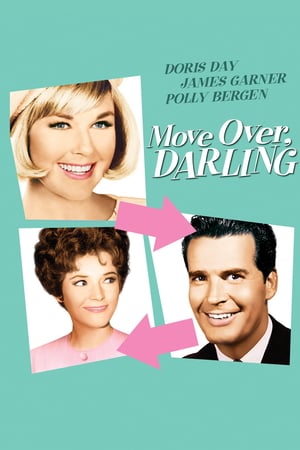 DORIS DAY
JAMES GARNER
POLLY BERGEN
Move Over,
DARLING